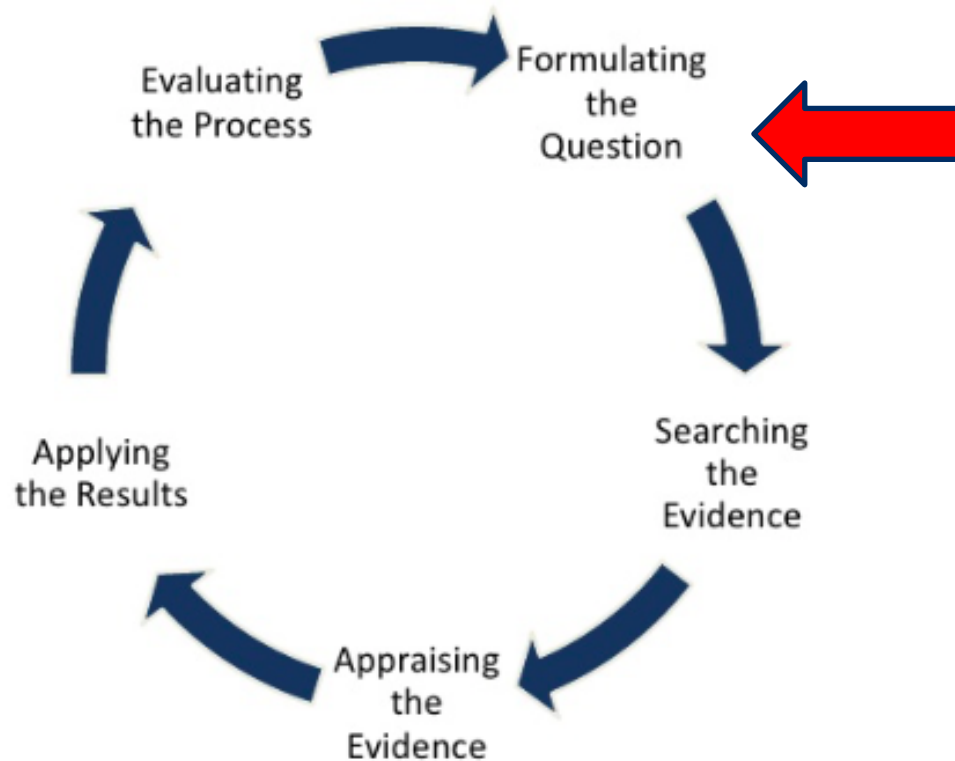 Formulating
the
Question
Searching
the
Evidence
Appraising
the
Evidence
Applying
the Results
Evaluating
the Process